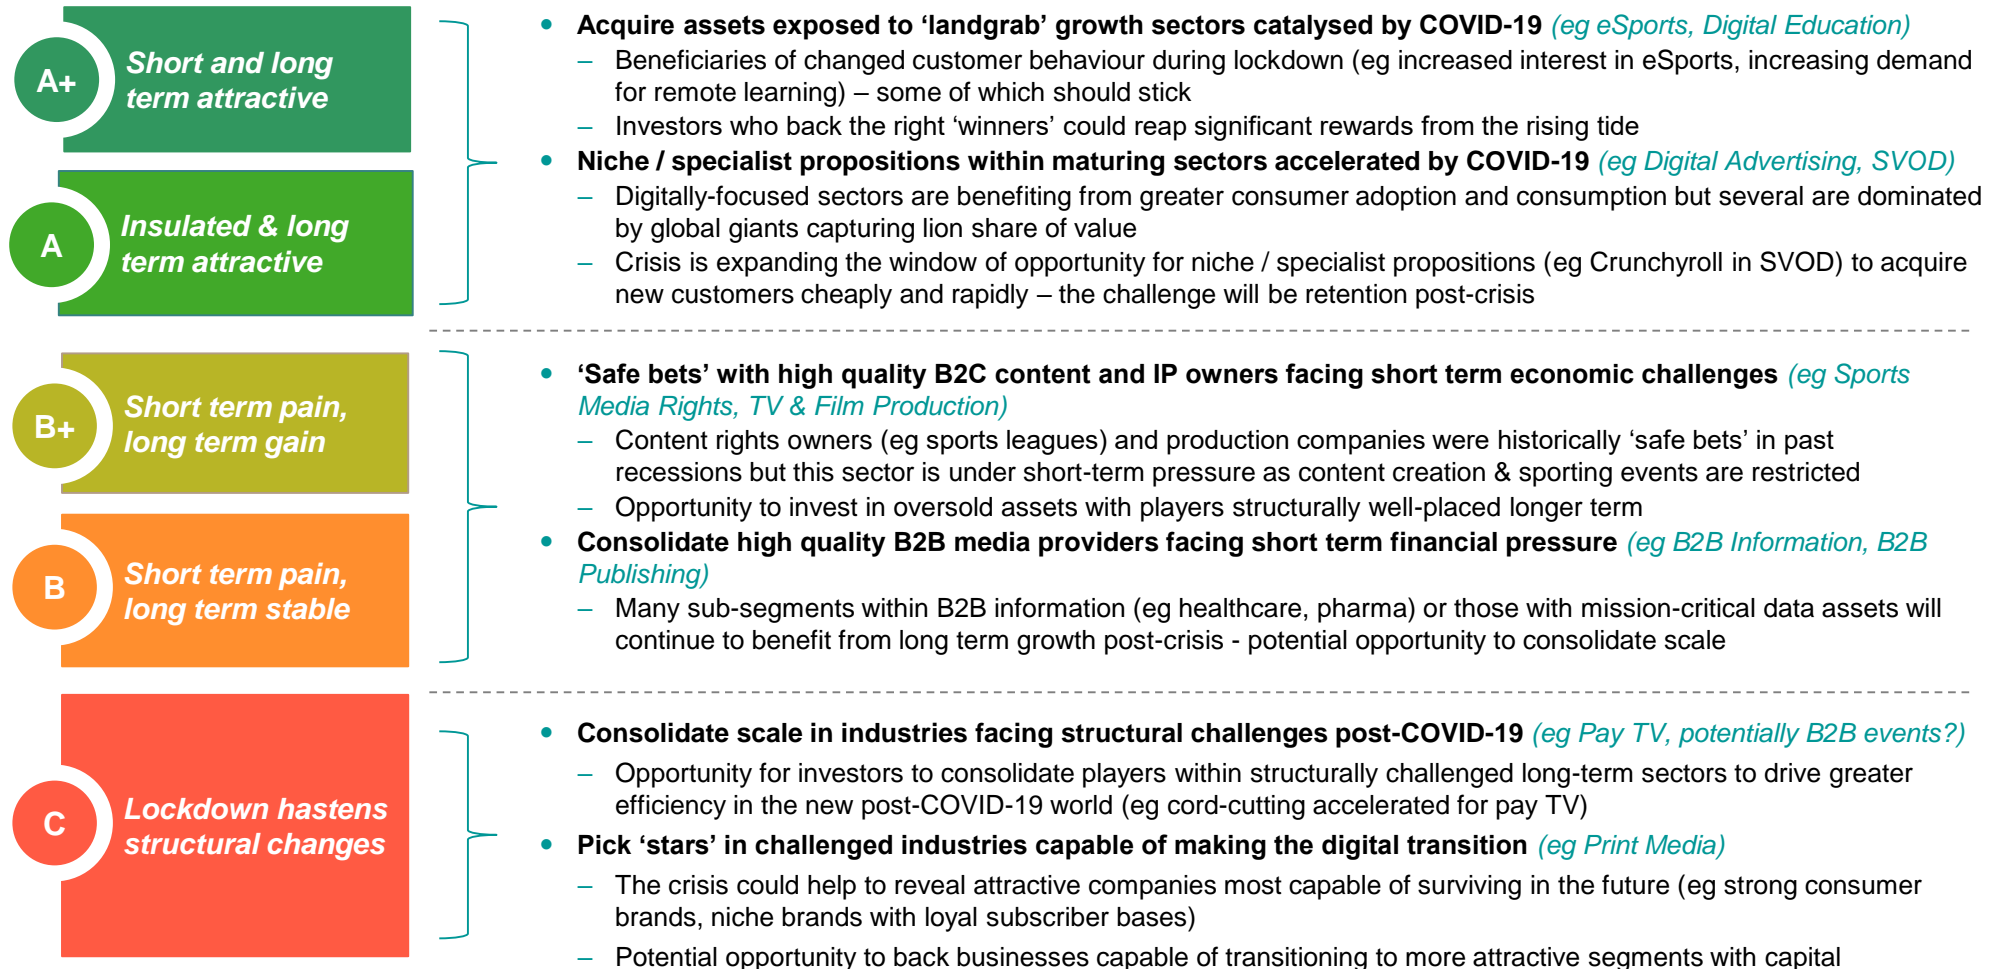 A+
Short and long
term attractive
A
Insulated & long
term attractive
• Acquire assets exposed to ‘landgrab’ growth sectors catalysed by COVID-19 (eg eSports, Digital Education)
– Beneficiaries of changed customer behaviour during lockdown (eg increased interest in eSports, increasing demand
for remote learning) – some of which should stick
– Investors who back the right ‘winners’ could reap significant rewards from the rising tide
• Niche / specialist propositions within maturing sectors accelerated by COVID-19 (eg Digital Advertising, SVOD)
– Digitally-focused sectors are benefiting from greater consumer adoption and consumption but several are dominated
by global giants capturing lion share of value
– Crisis is expanding the window of opportunity for niche / specialist propositions (eg Crunchyroll in SVOD) to acquire
new customers cheaply and rapidly – the challenge will be retention post-crisis
B+
Short term pain,
long term gain
B
Short term pain,
long term stable
• ‘Safe bets’ with high quality B2C content and IP owners facing short term economic challenges (eg Sports
Media Rights, TV & Film Production)
– Content rights owners (eg sports leagues) and production companies were historically ‘safe bets’ in past
recessions but this sector is under short-term pressure as content creation & sporting events are restricted
– Opportunity to invest in oversold assets with players structurally well-placed longer term
• Consolidate high quality B2B media providers facing short term financial pressure (eg B2B Information, B2B
Publishing)
– Many sub-segments within B2B information (eg healthcare, pharma) or those with mission-critical data assets will
continue to benefit from long term growth post-crisis - potential opportunity to consolidate scale
C
Lockdown hastens
structural changes
• Consolidate scale in industries facing structural challenges post-COVID-19 (eg Pay TV, potentially B2B events?)
– Opportunity for investors to consolidate players within structurally challenged long-term sectors to drive greater
efficiency in the new post-COVID-19 world (eg cord-cutting accelerated for pay TV)
• Pick ‘stars’ in challenged industries capable of making the digital transition (eg Print Media)
– The crisis could help to reveal attractive companies most capable of surviving in the future (eg strong consumer
brands, niche brands with loyal subscriber bases)
– Potential opportunity to back businesses capable of transitioning to more attractive segments with capital